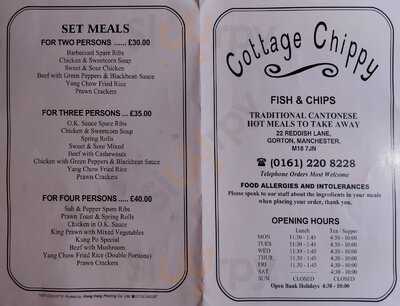 SET MEALS
FOR TWO PERSONS ...... £30.00
Barbecued Spare Ribs
Chicken & Sweetcorn Soup
Sweet & Sour Chicken
Beef with Green Peppers & Blackbean Sauce
Yang Chow Fried Rice
Prawn Crackers
FOR THREE PERSONS ... £35.00
O.K. Sauce Spare Ribs
Chicken & Sweetcorn Soup
Spring Rolls
Sweet & Sour Mixed
Beef with Cashewnuts
Chicken with Green Peppers & Blackbean Sauce
Yang Chow Fried Rice
Prawn Crackers
FOR FOUR PERSONS ..... £40.00
Salt & Pepper Spare Ribs
Prawn Toast & Spring Rolls
Chicken in O.K. Sauce
King Prawn with Mixed Vegetables
Kung Po Special
Beef with Mushroom
Yang Chow Fried Rice (Double Portions)
Prawn Crackers
Cottage Chippy
FISH & CHIPS
TRADITIONAL CANTONESE
HOT MEALS TO TAKE AWAY
22 REDDISH LANE,
GORTON, MANCHESTER.
M18 7JN
☎ (0161) 220 8228
Telephone Orders Most Welcome
FOOD ALLERGIES AND INTOLERANCES
Please speak to our staff about the ingredients in your meals
when placing your order, thank you.
OPENING HOURS
Lunch Tea / Supper
MON 11:30 - 1:45 4:30 - 10:00
TUES 11:30 - 1:45 4:30 - 10:00
WED 11:30 - 1:45 4:30 - 10:00
THUR 11:30 - 1:45 4:30 - 10:00
FRI 11:30 - 1:45 4:30 - 10:00
SAT 4:30 - 10:00
SUN CLOSED CLOSED
Open Bank Holidays 4:30 - 10:00